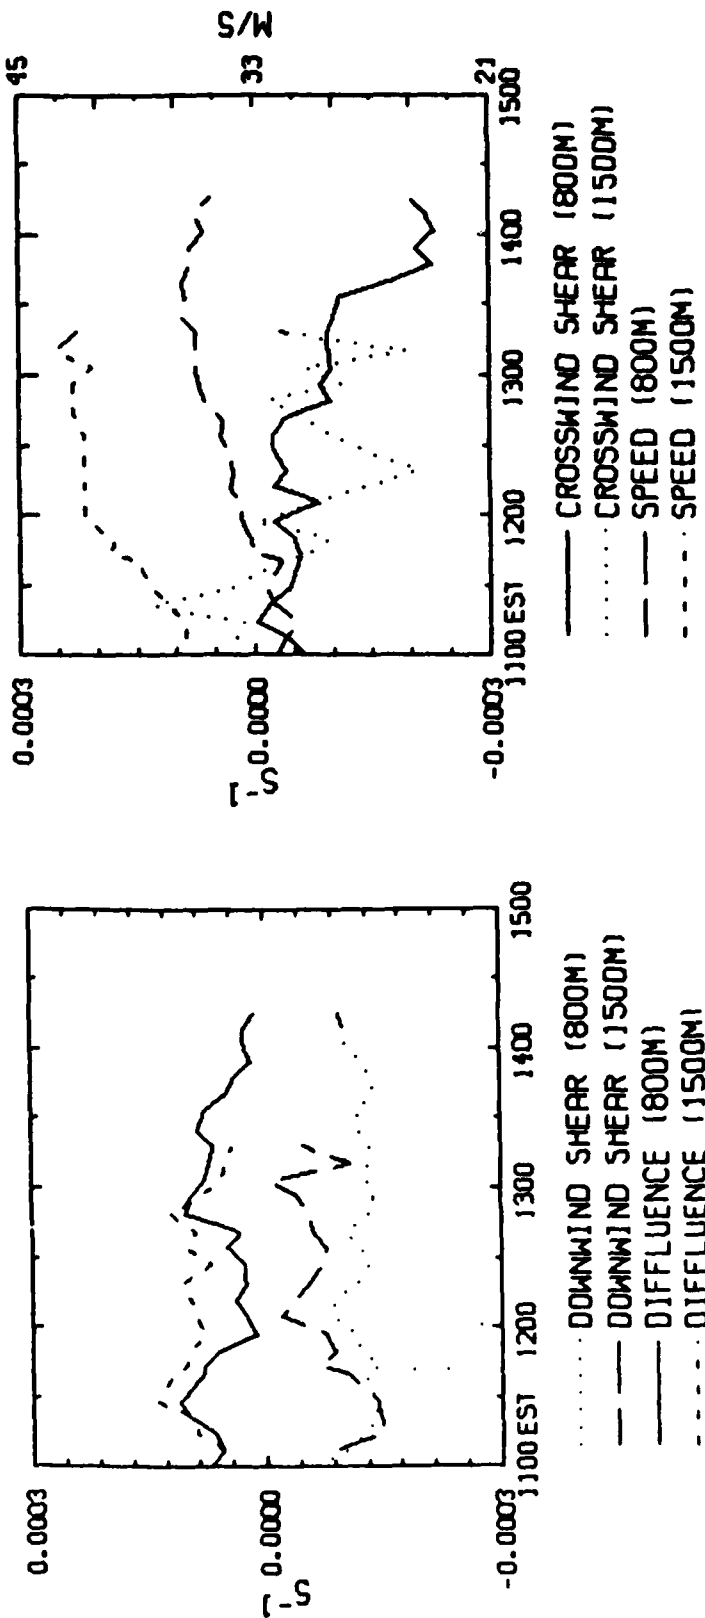 0.0003
S⁻¹ 0.0000
-0.0003
1100 EST 1200 1300 1400 1500
DOWNWIND SHEAR (800M)
DOWNWIND SHEAR (1500M)
DIFFLUENCE (800M)
DIFFLUENCE (1500M)
0.0003
S⁻¹ 0.0000
-0.0003
45
33
21
M/S
1100 EST 1200 1300 1400 1500
CROSSWIND SHEAR (800M)
CROSSWIND SHEAR (1500M)
SPEED (800M)
SPEED (1500M)